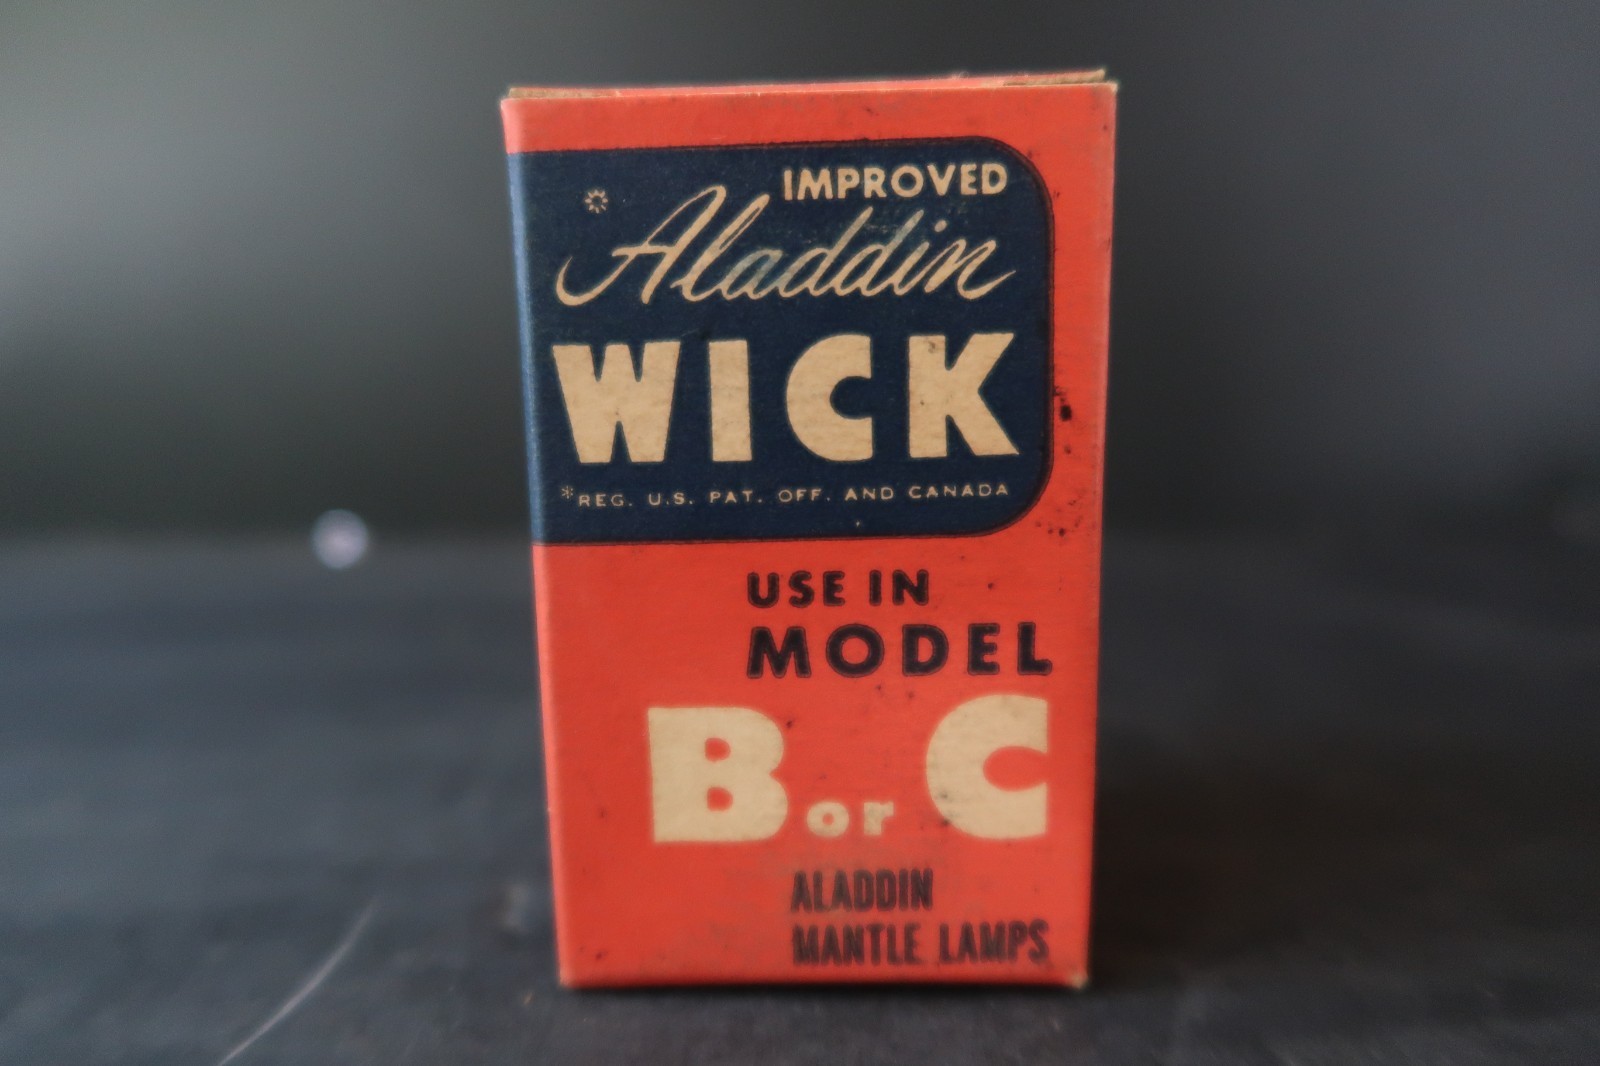 IMPROVED
*Aladdin
WICK
*REG. U.S. PAT. OFF. AND CANADA
USE IN
MODEL
B or C
ALADDIN
MANTLE LAMPS